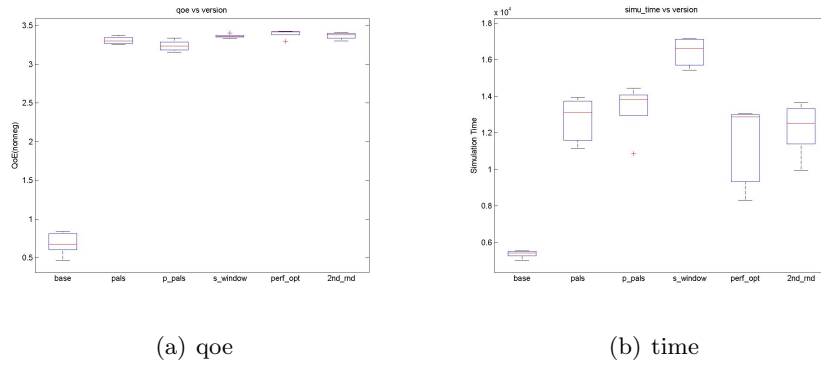 qoe vs version
QoE(nonneg)
3.5
3
2.5
2
1.5
1
0.5
base pals p_pals s_window perf_opt 2nd_rnd
(a) qoe
simu_time vs version
x 10^4
Simulation Time
1.8
1.6
1.4
1.2
1
0.8
0.6
base pals p_pals s_window perf_opt 2nd_rnd
(b) time